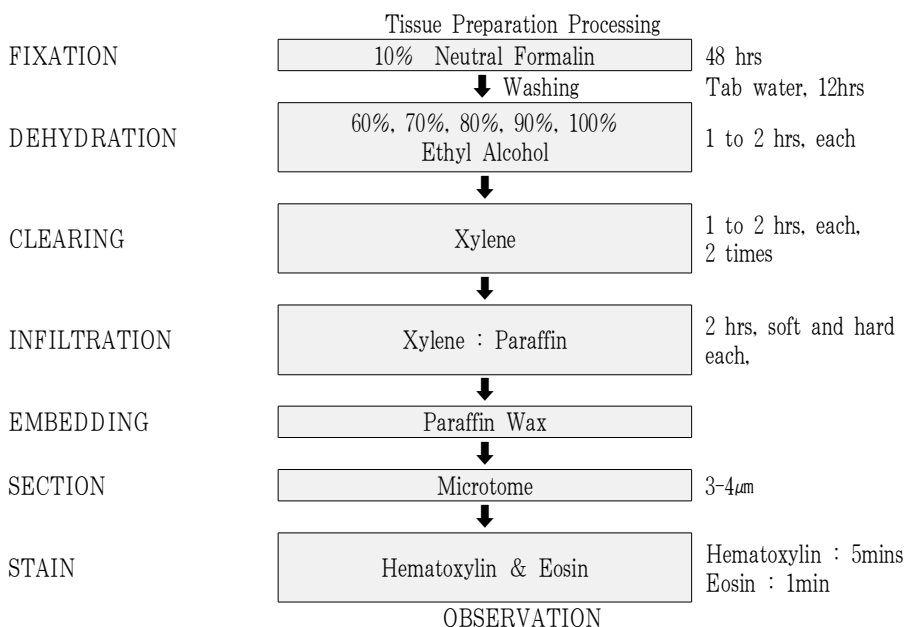 Tissue Preparation Processing
FIXATION
10% Neutral Formalin
48 hrs
Washing
Tab water, 12hrs
DEHYDRATION
60%, 70%, 80%, 90%, 100%
Ethyl Alcohol
1 to 2 hrs, each
CLEARING
Xylene
1 to 2 hrs, each,
2 times
INFILTRATION
Xylene : Paraffin
2 hrs, soft and hard
each,
EMBEDDING
Paraffin Wax
SECTION
Microtome
3-4㎛
STAIN
Hematoxylin & Eosin
Hematoxylin : 5mins
Eosin : 1min
OBSERVATION